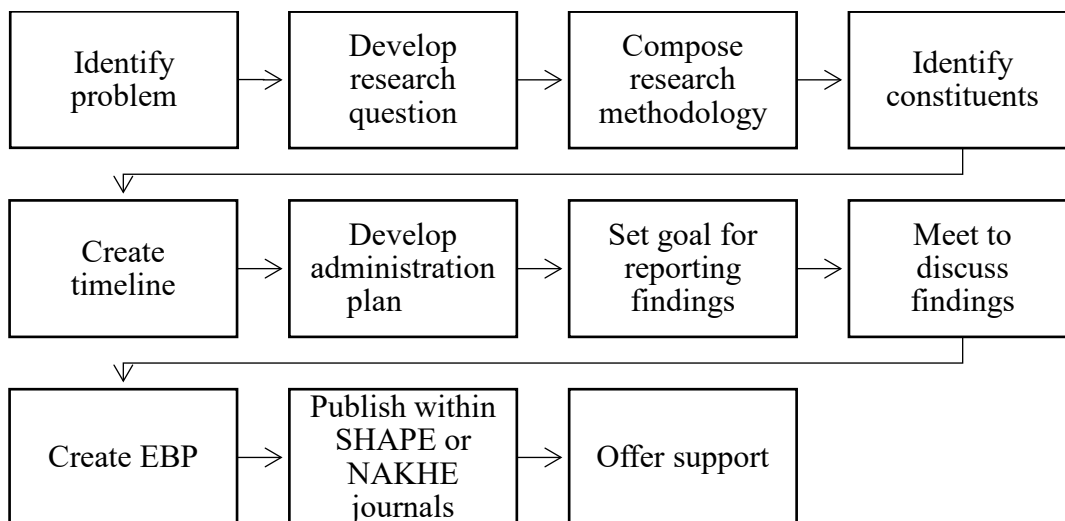 Identify
problem
Develop
research
question
Compose
research
methodology
Identify
constituents
Create
timeline
Develop
administration
plan
Set goal for
reporting
findings
Meet to
discuss
findings
Create EBP
Publish within
SHAPE or
NAKHE
journals
Offer support